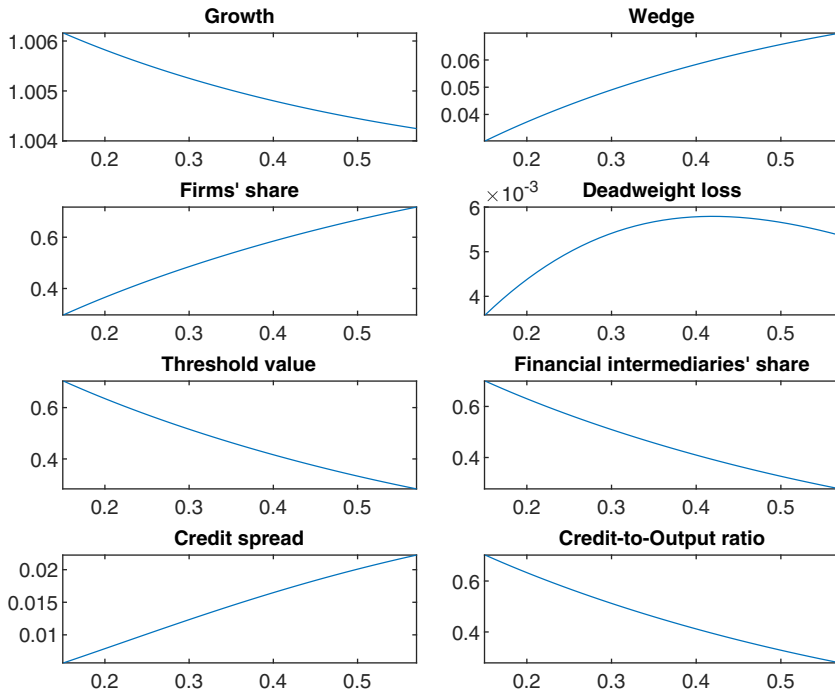 Growth
1.006
1.005
1.004
0.2 0.3 0.4 0.5
Wedge
0.06
0.04
0.2 0.3 0.4 0.5
Firms' share
0.6
0.4
0.2 0.3 0.4 0.5
Deadweight loss
×10⁻³
6
5
4
0.2 0.3 0.4 0.5
Threshold value
0.6
0.4
0.2 0.3 0.4 0.5
Financial intermediaries' share
0.6
0.4
0.2 0.3 0.4 0.5
Credit spread
0.02
0.015
0.01
0.2 0.3 0.4 0.5
Credit-to-Output ratio
0.6
0.4
0.2 0.3 0.4 0.5